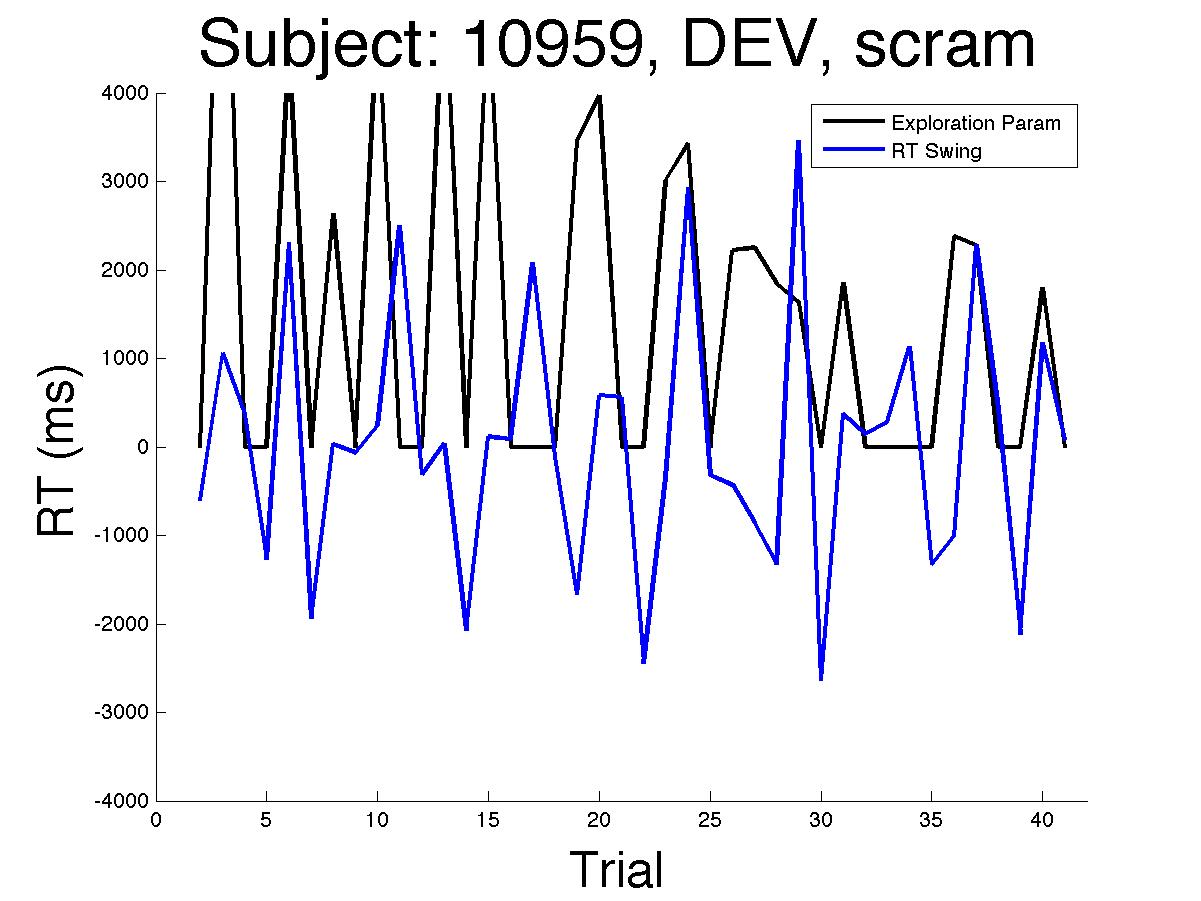 Subject: 10959, DEV, scram
4000
3000
2000
1000
0
-1000
-2000
-3000
-4000
RT (ms)
Exploration Param
RT Swing
0 5 10 15 20 25 30 35 40
Trial